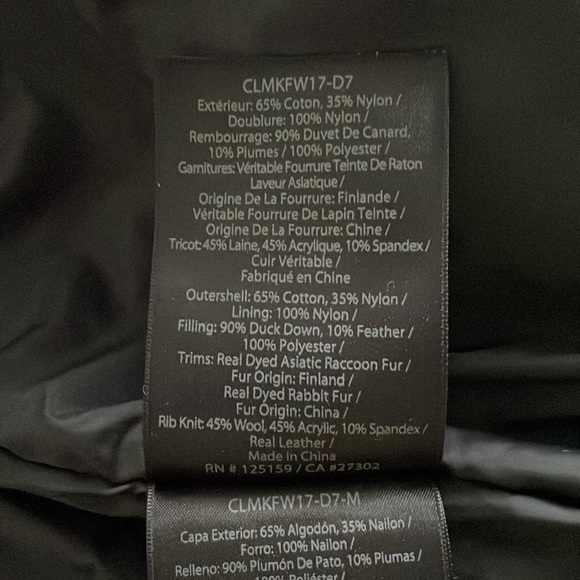 CLMKFW17-D7
Extérieur: 65% Coton, 35% Nylon /
Doublure: 100% Nylon /
Rembourrage: 90% Duvet De Canard,
10% Plumes / 100% Polyester /
Garnitures: Véritable Fourrure Teinte De Raton
Laveur Asiatique /
Origine De La Fourrure: Finlande /
Véritable Fourrure De Lapin Teinte /
Origine De La Fourrure: Chine /
Tricot: 45% Laine, 45% Acrylique, 10% Spandex /
Cuir Véritable /
Fabriqué en Chine
Outershell: 65% Cotton, 35% Nylon /
Lining: 100% Nylon /
Filling: 90% Duck Down, 10% Feather /
100% Polyester /
Trims: Real Dyed Asiatic Raccoon Fur /
Fur Origin: Finland /
Real Dyed Rabbit Fur /
Fur Origin: China /
Rib Knit: 45% Wool, 45% Acrylic, 10% Spandex /
Real Leather /
Made in China
RN # 125159 / CA #27302
CLMKFW17-D7-M
Capa Exterior: 65% Algodón, 35% Nailon /
Forro: 100% Nailon /
Relleno: 90% Plumón De Pato, 10% Plumas /
100% Poliéster /